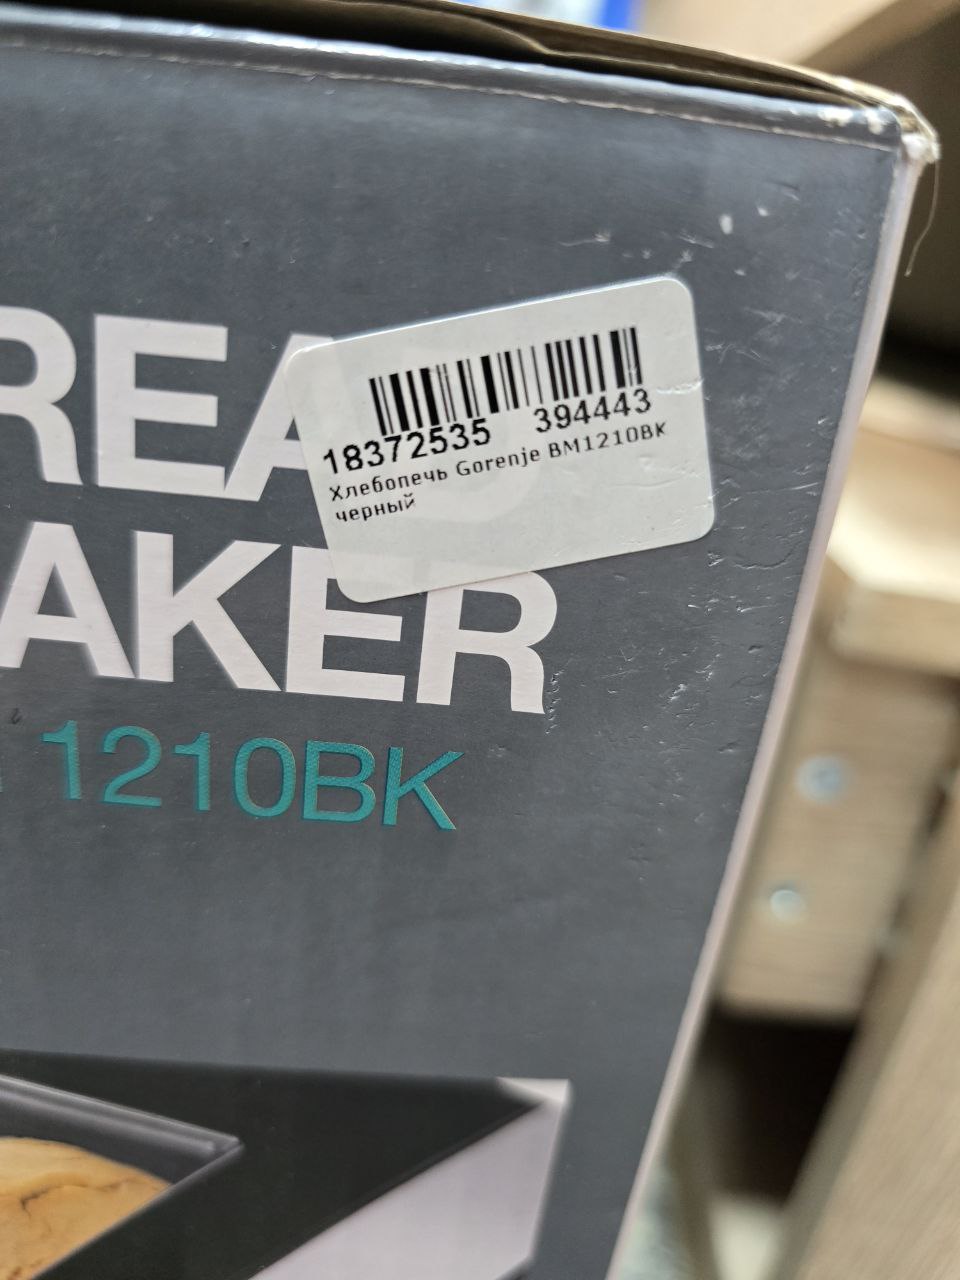 REA
18372535 394443
Хлебопечь Gorenje BM1210BK
черный
AKER
1210BK